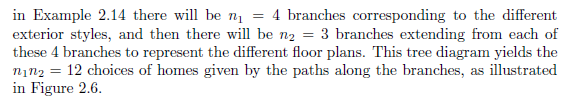 in Example 2.14 there will be n₁ = 4 branches corresponding to the different
exterior styles, and then there will be n₂ = 3 branches extending from each of
these 4 branches to represent the different floor plans. This tree diagram yields the
n₁n₂ = 12 choices of homes given by the paths along the branches, as illustrated
in Figure 2.6.